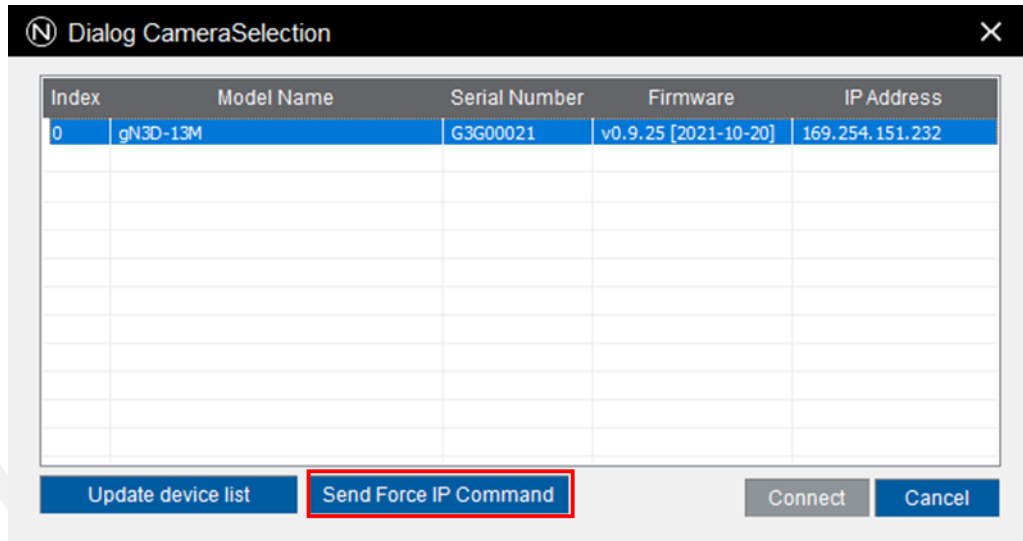 N Dialog CameraSelection
Index Model Name Serial Number Firmware IP Address
0 gN3D-13M G3G00021 v0.9.25 [2021-10-20] 169.254.151.232
Update device list Send Force IP Command Connect Cancel